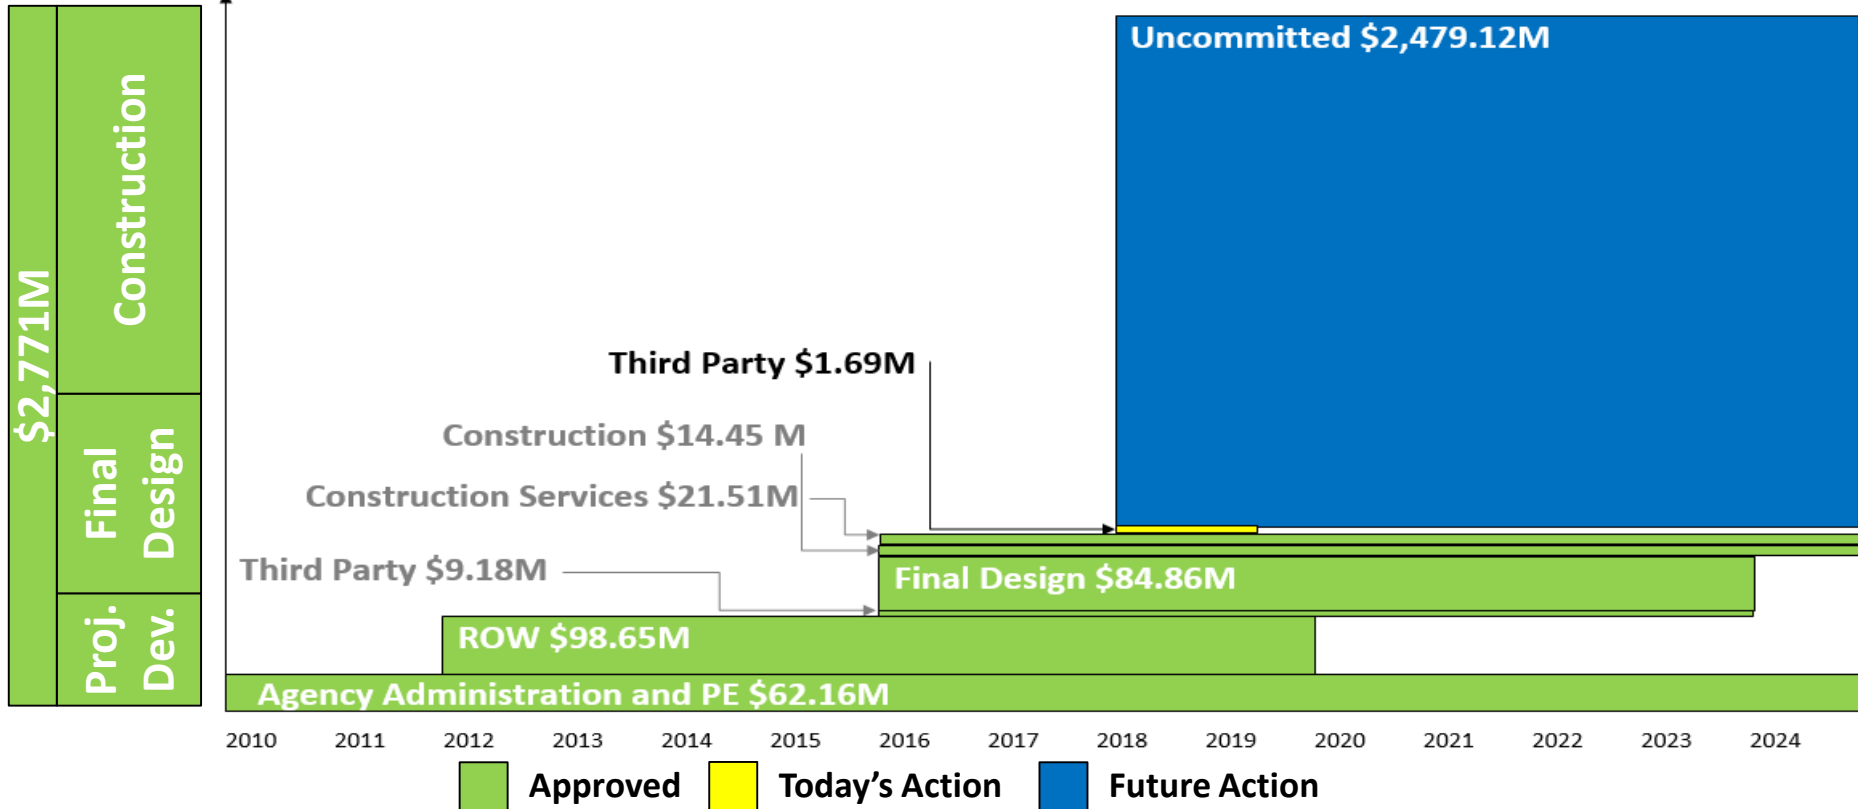 $2,771M
Construction
Final
Design
Proj.
Dev.
Uncommitted $2,479.12M
Third Party $1.69M
Construction $14.45 M
Construction Services $21.51M
Third Party $9.18M
Final Design $84.86M
ROW $98.65M
Agency Administration and PE $62.16M
2010 2011 2012 2013 2014 2015 2016 2017 2018 2019 2020 2021 2022 2023 2024
Approved Today's Action Future Action